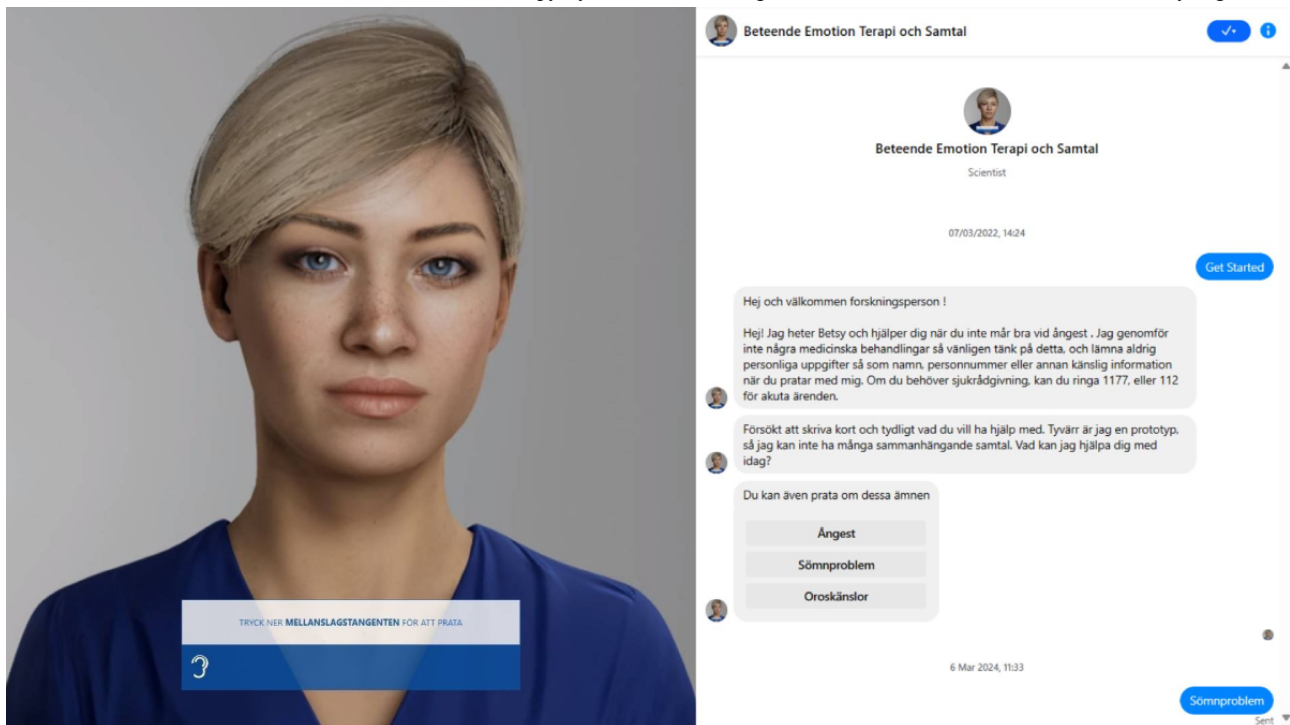 TRYCK NER MELLANSLAGSTANGENTEN FÖR ATT PRATA
Beteende Emotion Terapi och Samtal
Beteende Emotion Terapi och Samtal
Scientist
07/03/2022, 14:24
Get Started
Hej och välkommen forskningsperson !
Hej! Jag heter Betsy och hjälper dig när du inte mår bra vid ångest . Jag genomför
inte några medicinska behandlingar så vänligen tänk på detta, och lämna aldrig
personliga uppgifter så som namn, personnummer eller annan känslig information
när du pratar med mig. Om du behöver sjukrådgivning, kan du ringa 1177, eller 112
för akuta ärenden.
Försökt att skriva kort och tydligt vad du vill ha hjälp med. Tyvärr är jag en prototyp,
så jag kan inte ha många sammanhängande samtal. Vad kan jag hjälpa dig med
idag?
Du kan även prata om dessa ämnen
Ångest
Sömnproblem
Oroskänslor
6 Mar 2024, 11:33
Sömnproblem
Sent